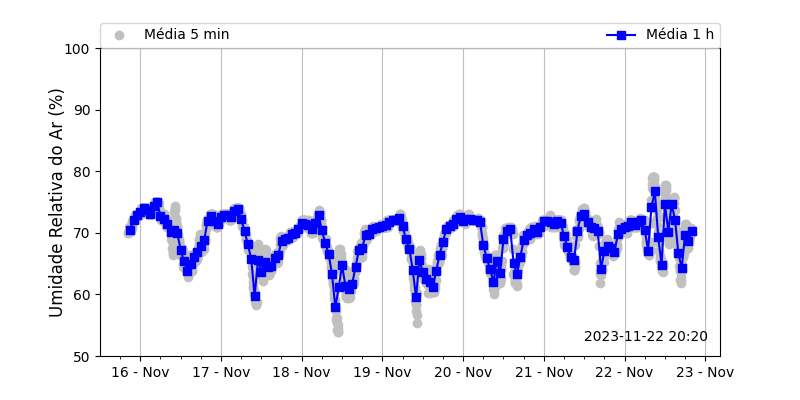 Média 5 min
Média 1 h
Umidade Relativa do Ar (%)
100
90
80
70
60
50
2023-11-22 20:20
16 - Nov
17 - Nov
18 - Nov
19 - Nov
20 - Nov
21 - Nov
22 - Nov
23 - Nov